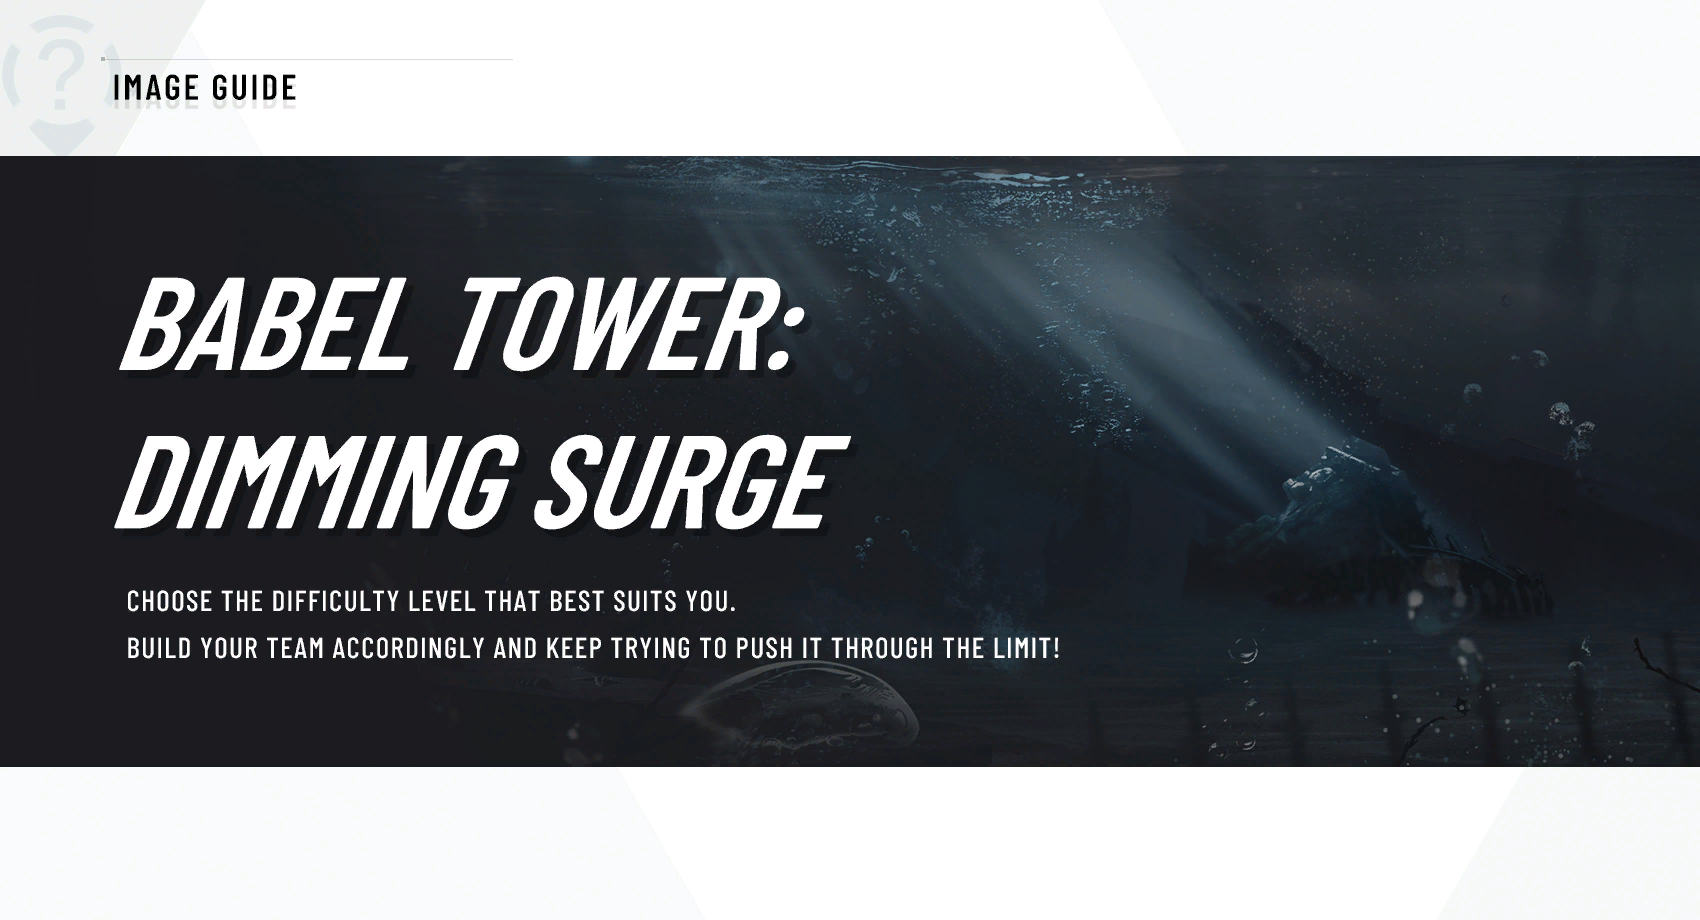 IMAGE GUIDE
BABEL TOWER:
DIMMING SURGE
CHOOSE THE DIFFICULTY LEVEL THAT BEST SUITS YOU.
BUILD YOUR TEAM ACCORDINGLY AND KEEP TRYING TO PUSH IT THROUGH THE LIMIT!